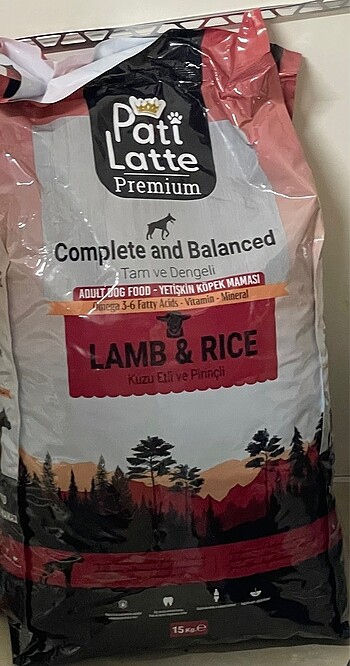 Pati
Latte
Premium
Complete and Balanced
Tam ve Dengeli
ADULT DOG FOOD - YETİŞKİN KÖPEK MAMASI
Omega 3-6 Fatty Acids - Vitamin - Mineral
LAMB & RICE
Kuzu Etli ve Pirinçli
15 Kg. ℮